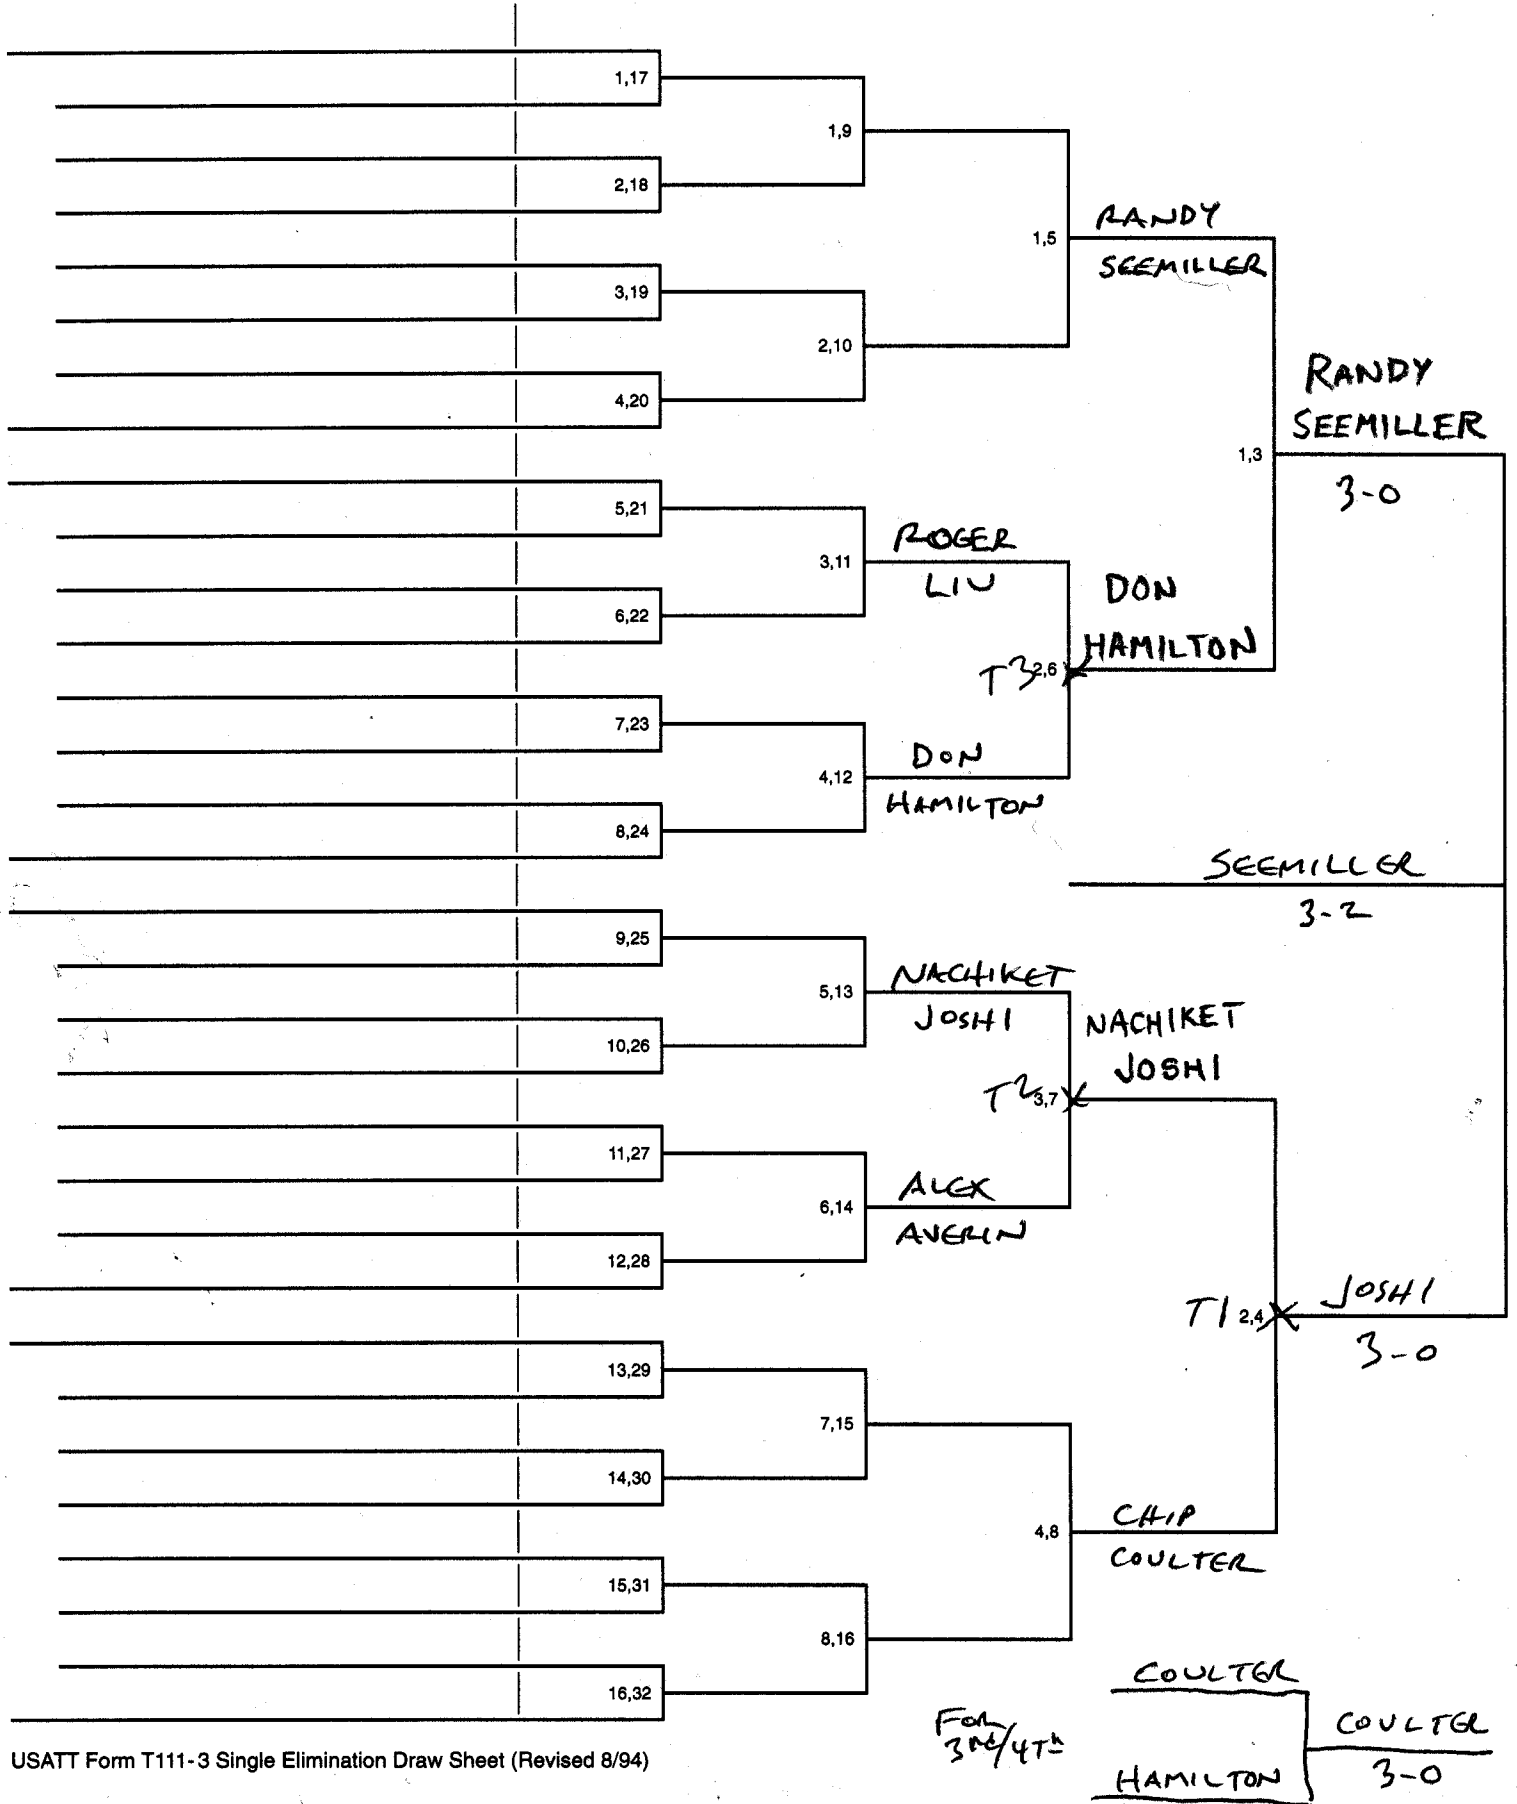 1,17
1,9
2,18
RANDY
1,5
SEEMILLER
3,19
2,10
4,20
RANDY
SEEMILLER
1,3
3-0
5,21
ROGER
3,11
LIU
6,22
DON
HAMILTON
T3 2,6
7,23
DON
4,12
HAMILTON
8,24
SEEMILLER
3-2
9,25
NACHIKET
5,13
JOSHI
10,26
NACHIKET
JOSHI
T2 3,7
11,27
ALEX
6,14
AVERIN
12,28
JOSHI
T1 2,4
3-0
13,29
7,15
14,30
CHIP
4,8
COULTER
15,31
8,16
16,32
COULTER
FOR
3rd/4Th
COULTER
HAMILTON
3-0
USATT Form T111-3 Single Elimination Draw Sheet (Revised 8/94)